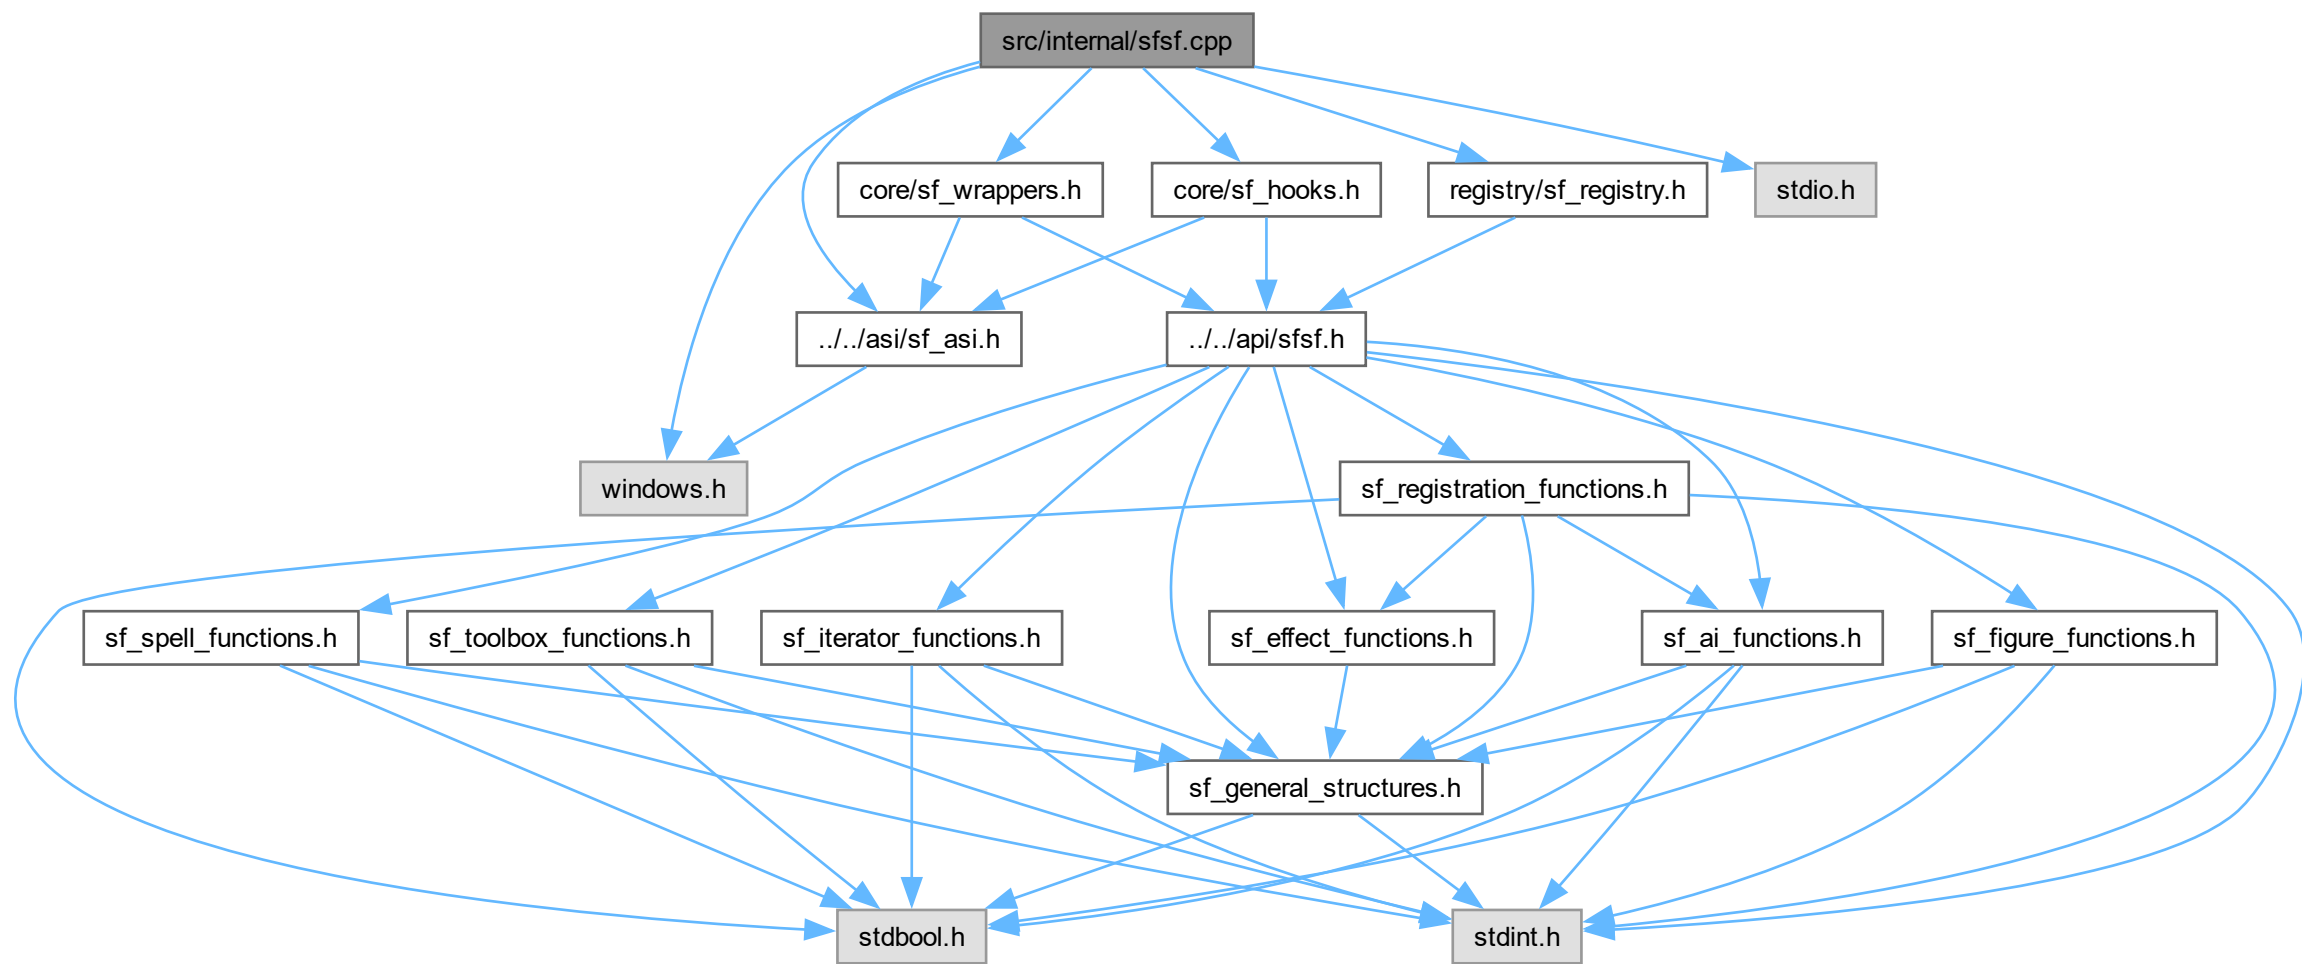 src/internal/sfsf.cpp
core/sf_wrappers.h
core/sf_hooks.h
registry/sf_registry.h
stdio.h
../../asi/sf_asi.h
../../api/sfsf.h
windows.h
sf_registration_functions.h
sf_spell_functions.h
sf_toolbox_functions.h
sf_iterator_functions.h
sf_effect_functions.h
sf_ai_functions.h
sf_figure_functions.h
sf_general_structures.h
stdbool.h
stdint.h